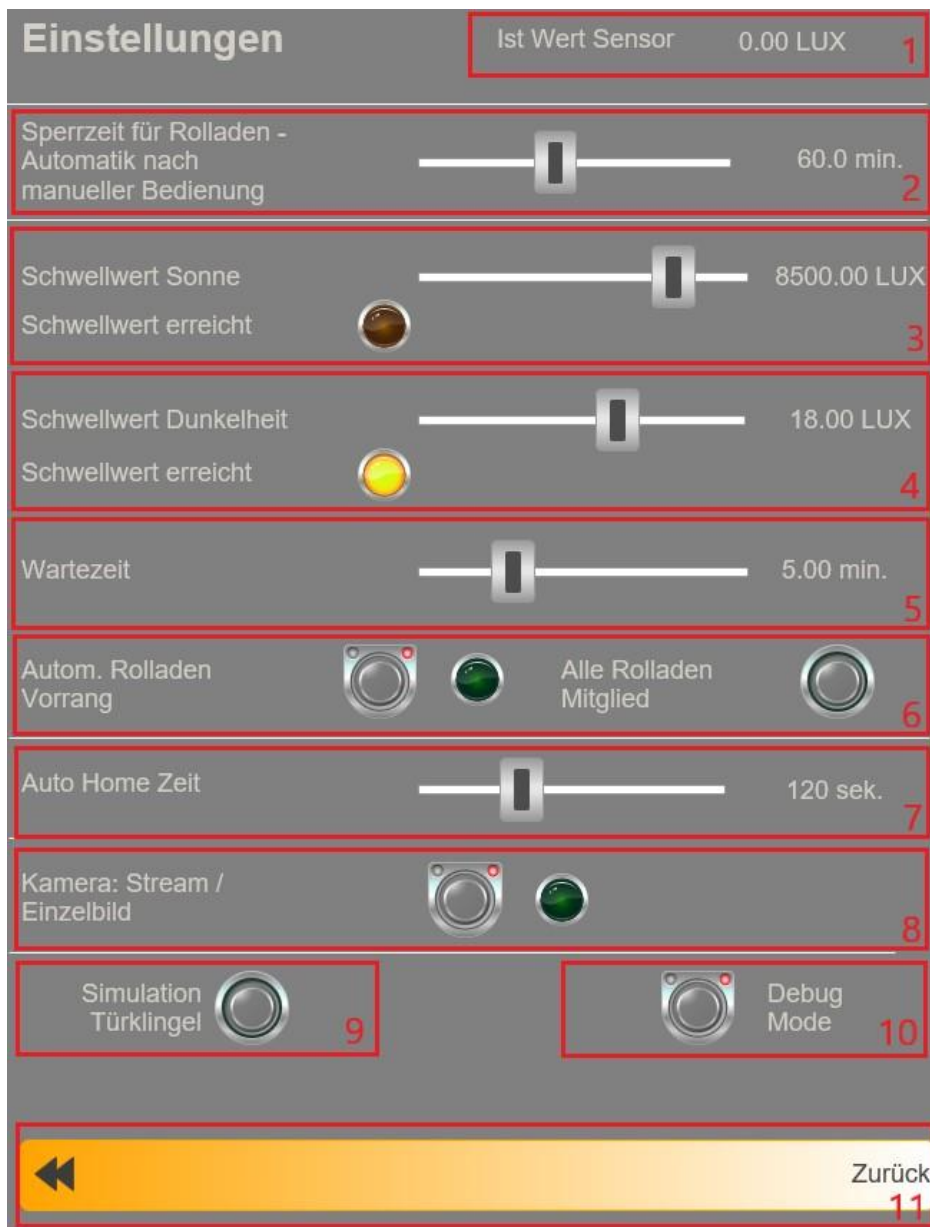 Einstellungen
Ist Wert Sensor 0.00 LUX
1
Sperrzeit für Rolladen -
Automatik nach
manueller Bedienung
60.0 min.
2
Schwellwert Sonne
8500.00 LUX
Schwellwert erreicht
3
Schwellwert Dunkelheit
18.00 LUX
Schwellwert erreicht
4
Wartezeit
5.00 min.
5
Autom. Rolladen
Vorrang
Alle Rolladen
Mitglied
6
Auto Home Zeit
120 sek.
7
Kamera: Stream /
Einzelbild
8
Simulation
Türklingel
9
Debug
Mode
10
Zurück
11